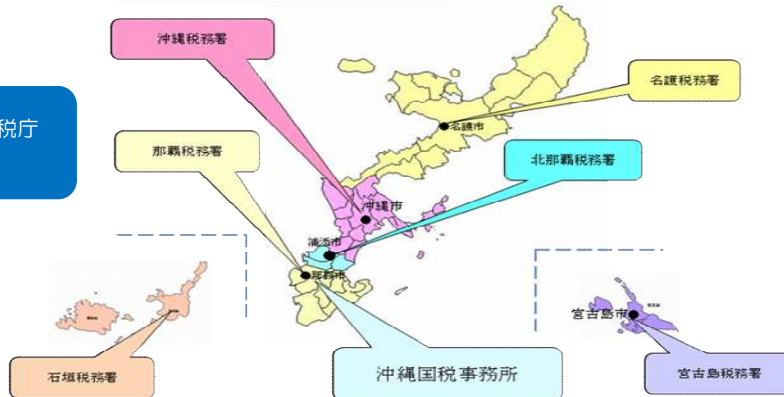 沖縄税務署
税庁
名護税務署
名護市
那覇税務署
北那覇税務署
沖縄市
浦添市
那覇市
宮古島市
石垣税務署
沖縄国税事務所
宮古島税務署